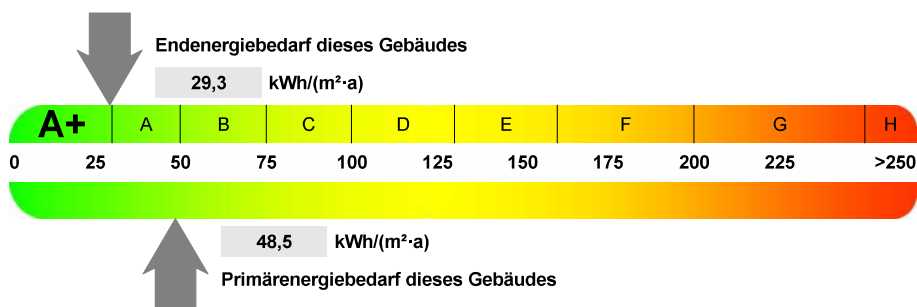 Endenergiebedarf dieses Gebäudes
29,3 kWh/(m²·a)
A+ A B C D E F G H
0 25 50 75 100 125 150 175 200 225 >250
48,5 kWh/(m²·a)
Primärenergiebedarf dieses Gebäudes